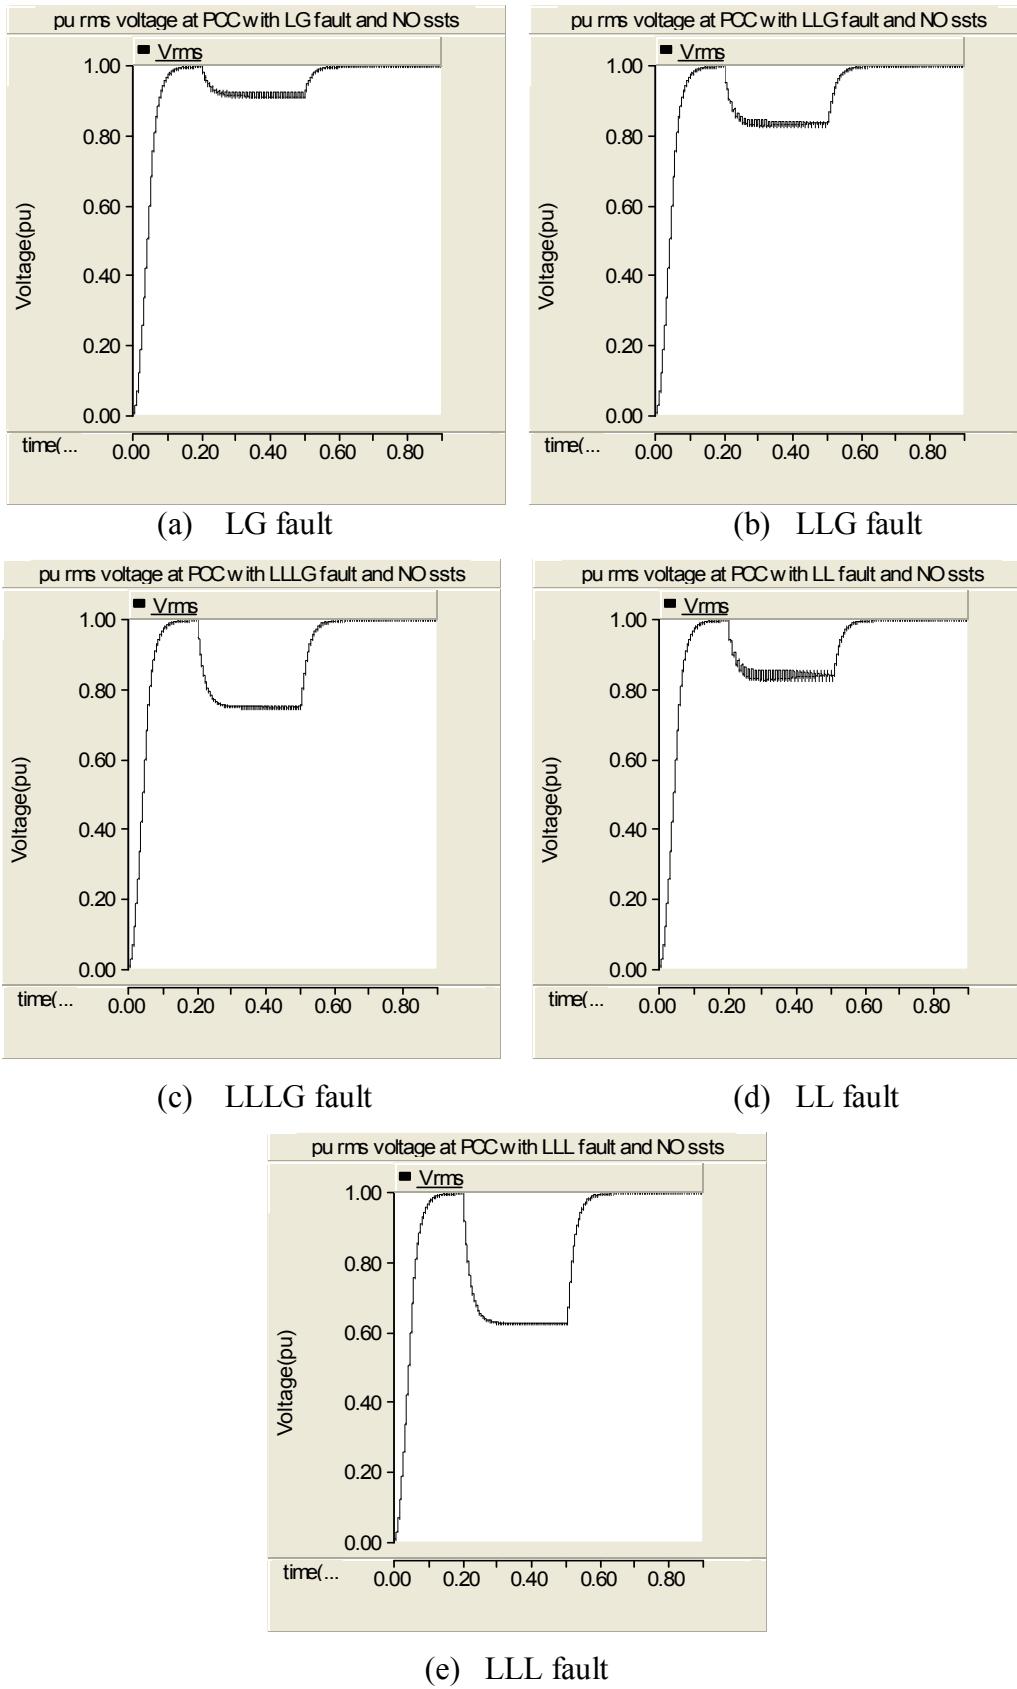 pu rms voltage at PCC with LG fault and NO ssts
Vrms
1.00
0.80
0.60
0.40
0.20
0.00
Voltage(pu)
time(...
0.00 0.20 0.40 0.60 0.80
(a) LG fault
pu rms voltage at PCC with LLG fault and NO ssts
Vrms
1.00
0.80
0.60
0.40
0.20
0.00
Voltage(pu)
time(...
0.00 0.20 0.40 0.60 0.80
(b) LLG fault
pu rms voltage at PCC with LLLG fault and NO ssts
Vrms
1.00
0.80
0.60
0.40
0.20
0.00
Voltage(pu)
time(...
0.00 0.20 0.40 0.60 0.80
(c) LLLG fault
pu rms voltage at PCC with LL fault and NO ssts
Vrms
1.00
0.80
0.60
0.40
0.20
0.00
Voltage(pu)
time(...
0.00 0.20 0.40 0.60 0.80
(d) LL fault
pu rms voltage at PCC with LLL fault and NO ssts
Vrms
1.00
0.80
0.60
0.40
0.20
0.00
Voltage(pu)
time(...
0.00 0.20 0.40 0.60 0.80
(e) LLL fault